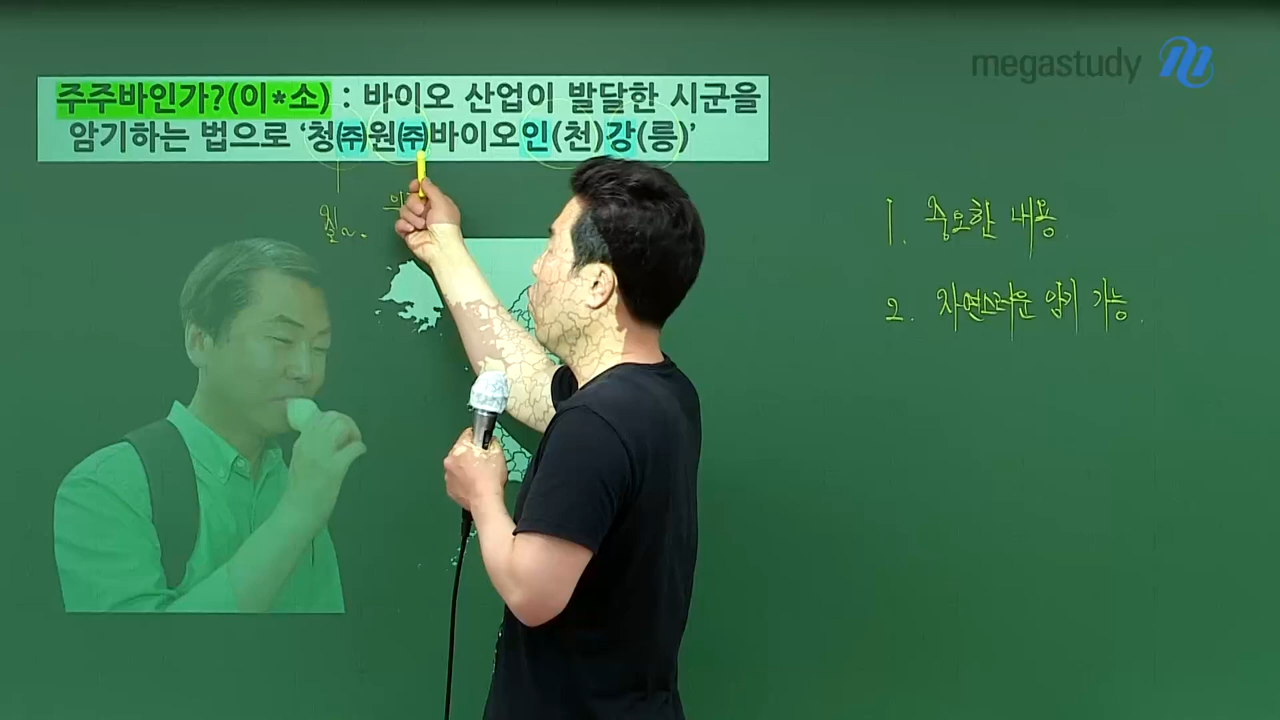 megastudy
주주바인가?(이*소) : 바이오 산업이 발달한 시군을
암기하는 법으로 ‘청㈜원㈜바이오인(천)강(릉)’
1. 중요한 내용
2. 자연스러운 암기 가능.